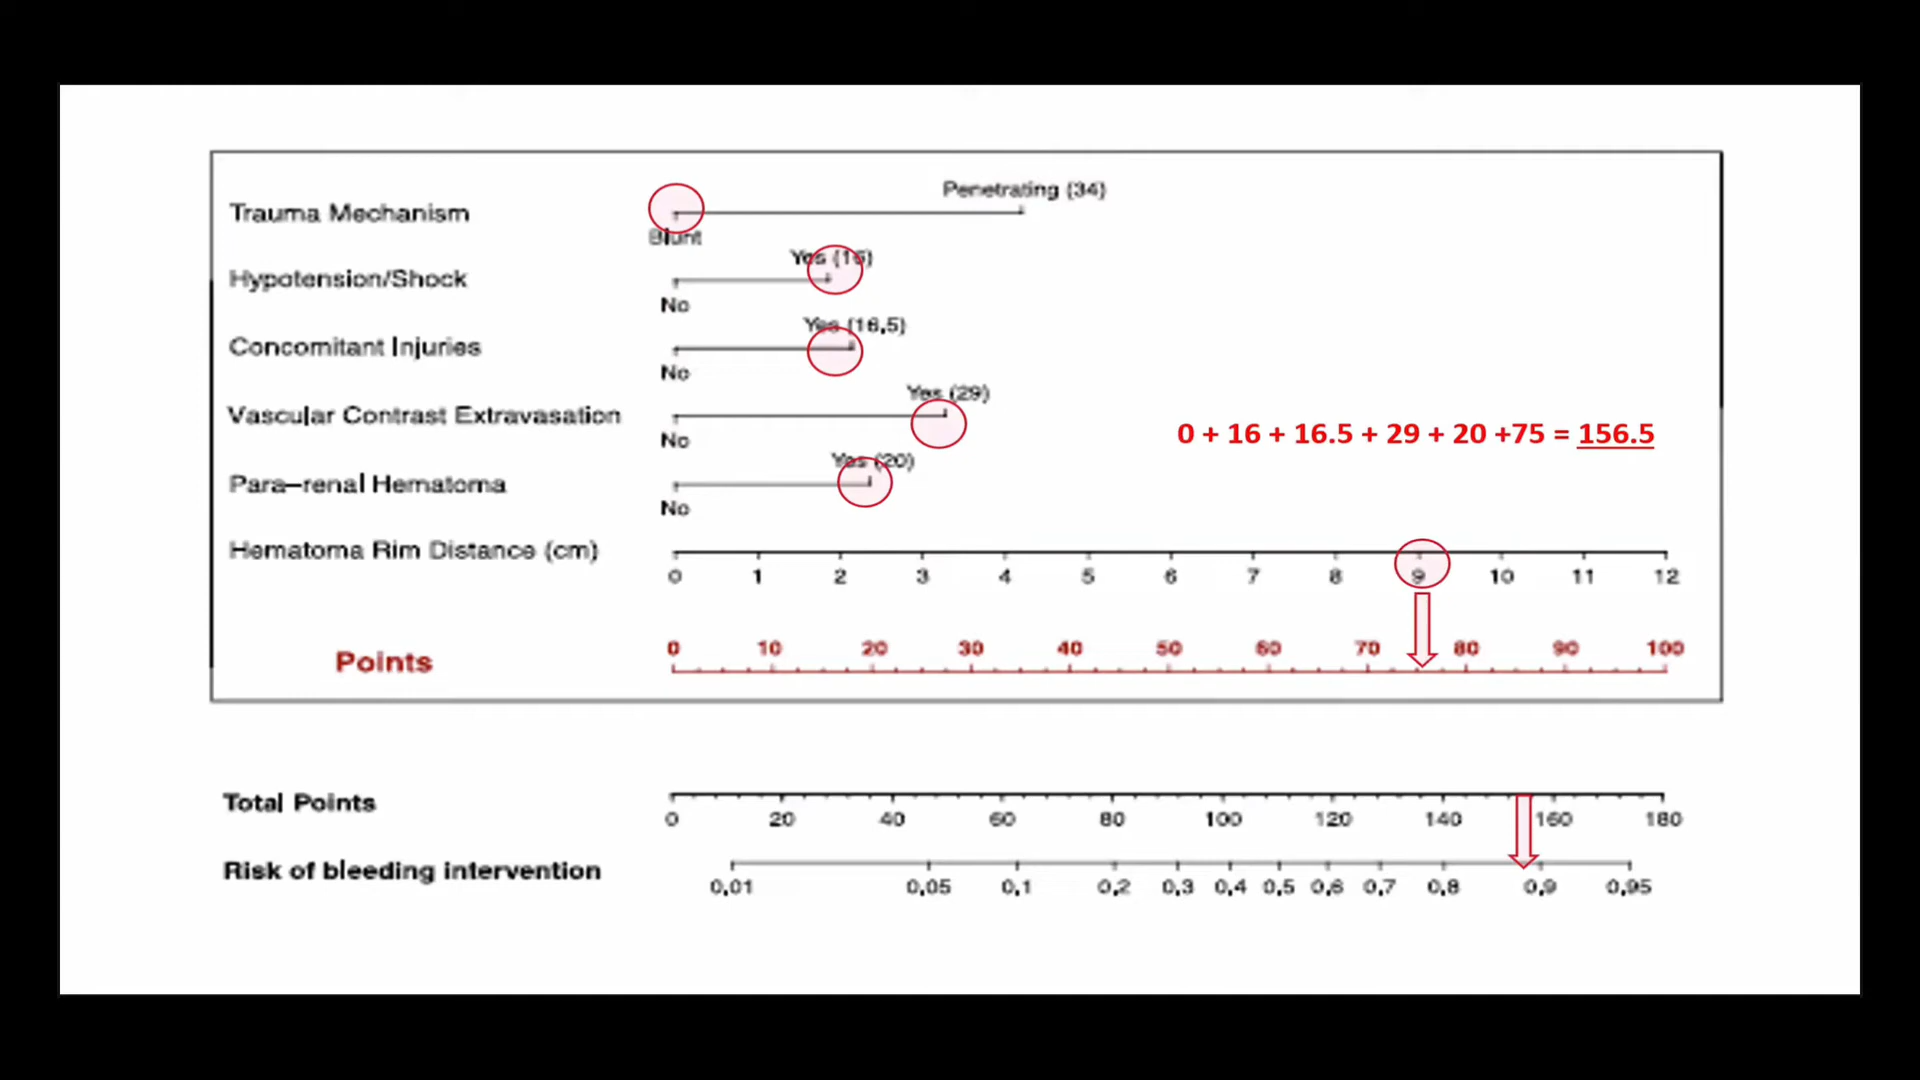 Penetrating (34)
Trauma Mechanism
Blunt
Yes (16)
Hypotension/Shock
No
Yes (16,5)
Concomitant Injuries
No
Yes (29)
Vascular Contrast Extravasation
No
0 + 16 + 16.5 + 29 + 20 +75 = 156.5
Yes (20)
Para-renal Hematoma
No
Hematoma Rim Distance (cm)
0 1 2 3 4 5 6 7 8 9 10 11 12
0 10 20 30 40 50 60 70 80 90 100
Points
Total Points
0 20 40 60 80 100 120 140 160 180
Risk of bleeding intervention
0,01 0,05 0,1 0,2 0,3 0,4 0,5 0,6 0,7 0,8 0,9 0,95